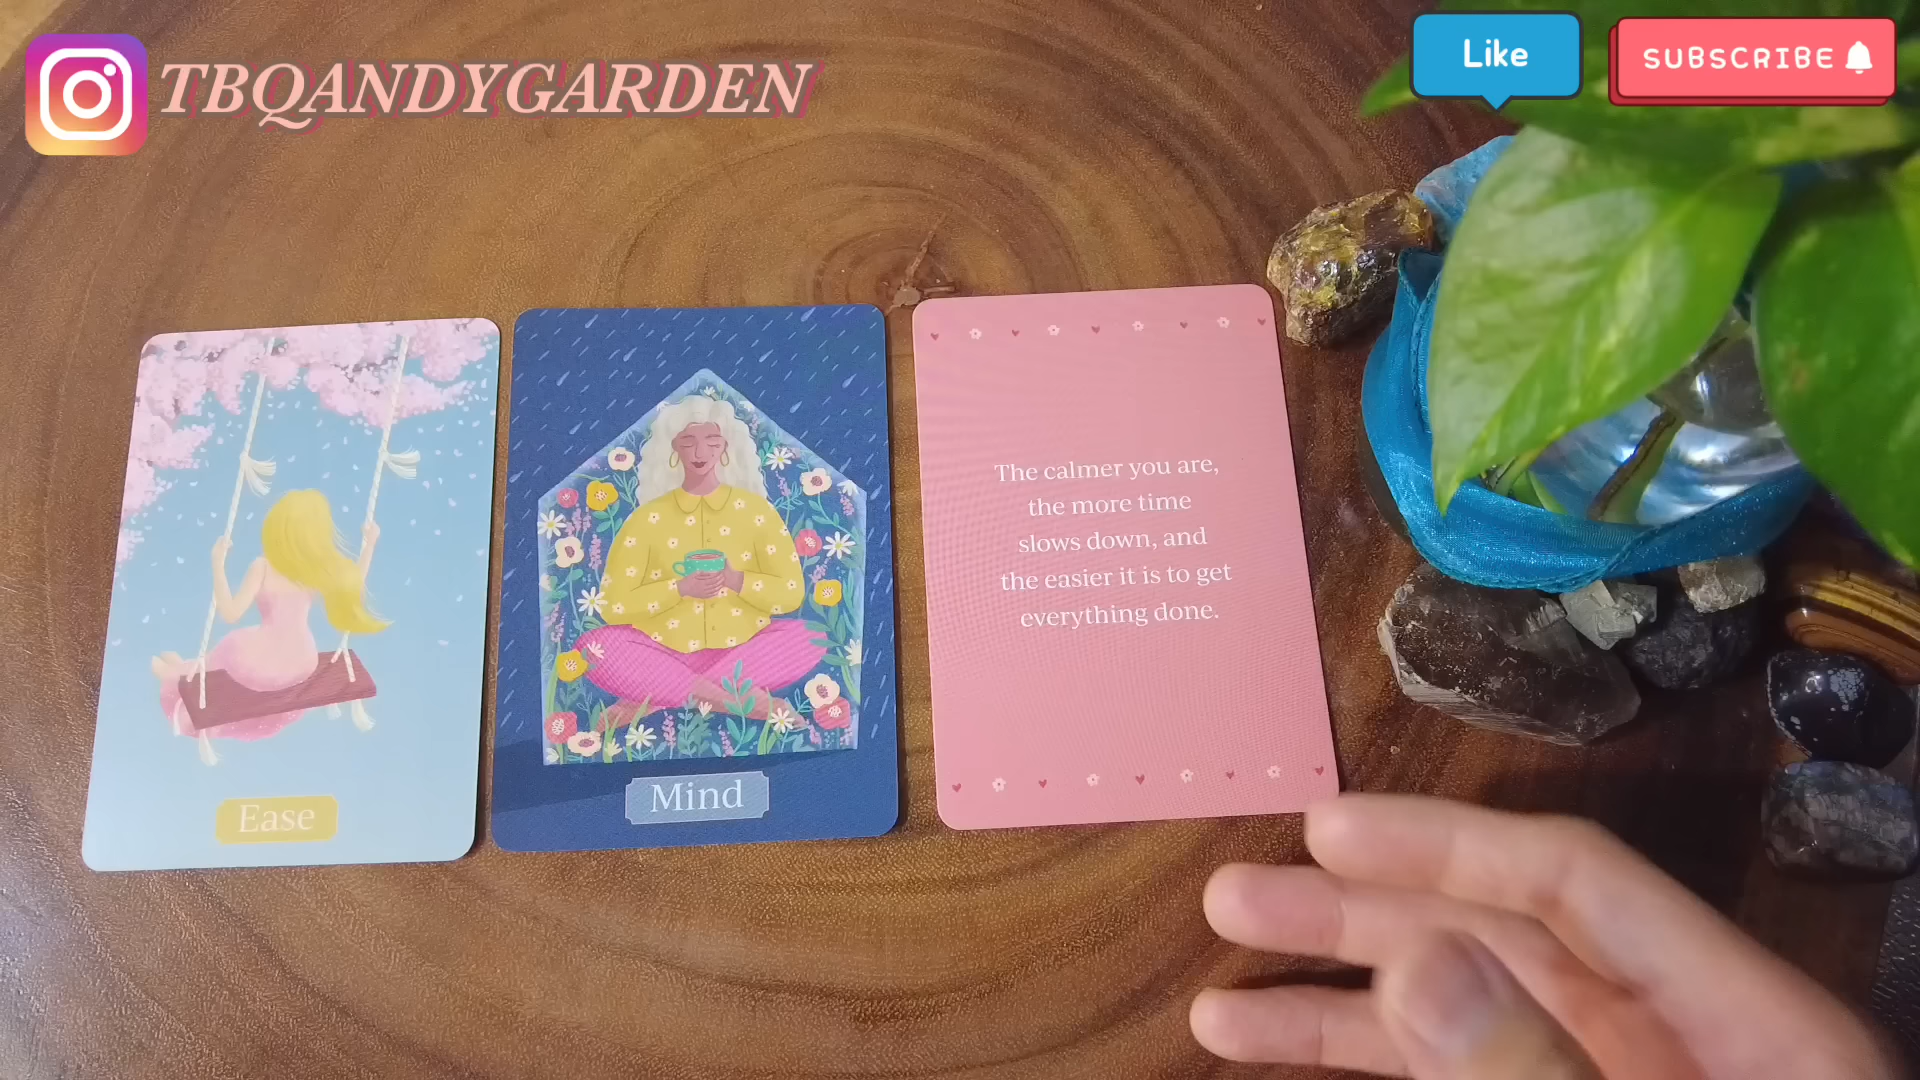 TBQANDYGARDEN
Like
SUBSCRIBE
Ease
Mind
The calmer you are,
the more time
slows down, and
the easier it is to get
everything done.